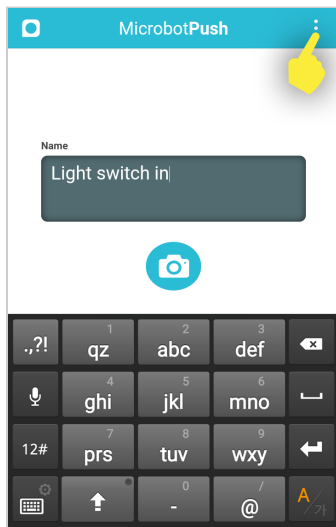 MicrobotPush
Name
Light switch in
.,?! 1 qz 2 abc 3 def
4 ghi 5 jkl 6 mno
12# 7 prs 8 tuv 9 wxy
0 - / @ A/가